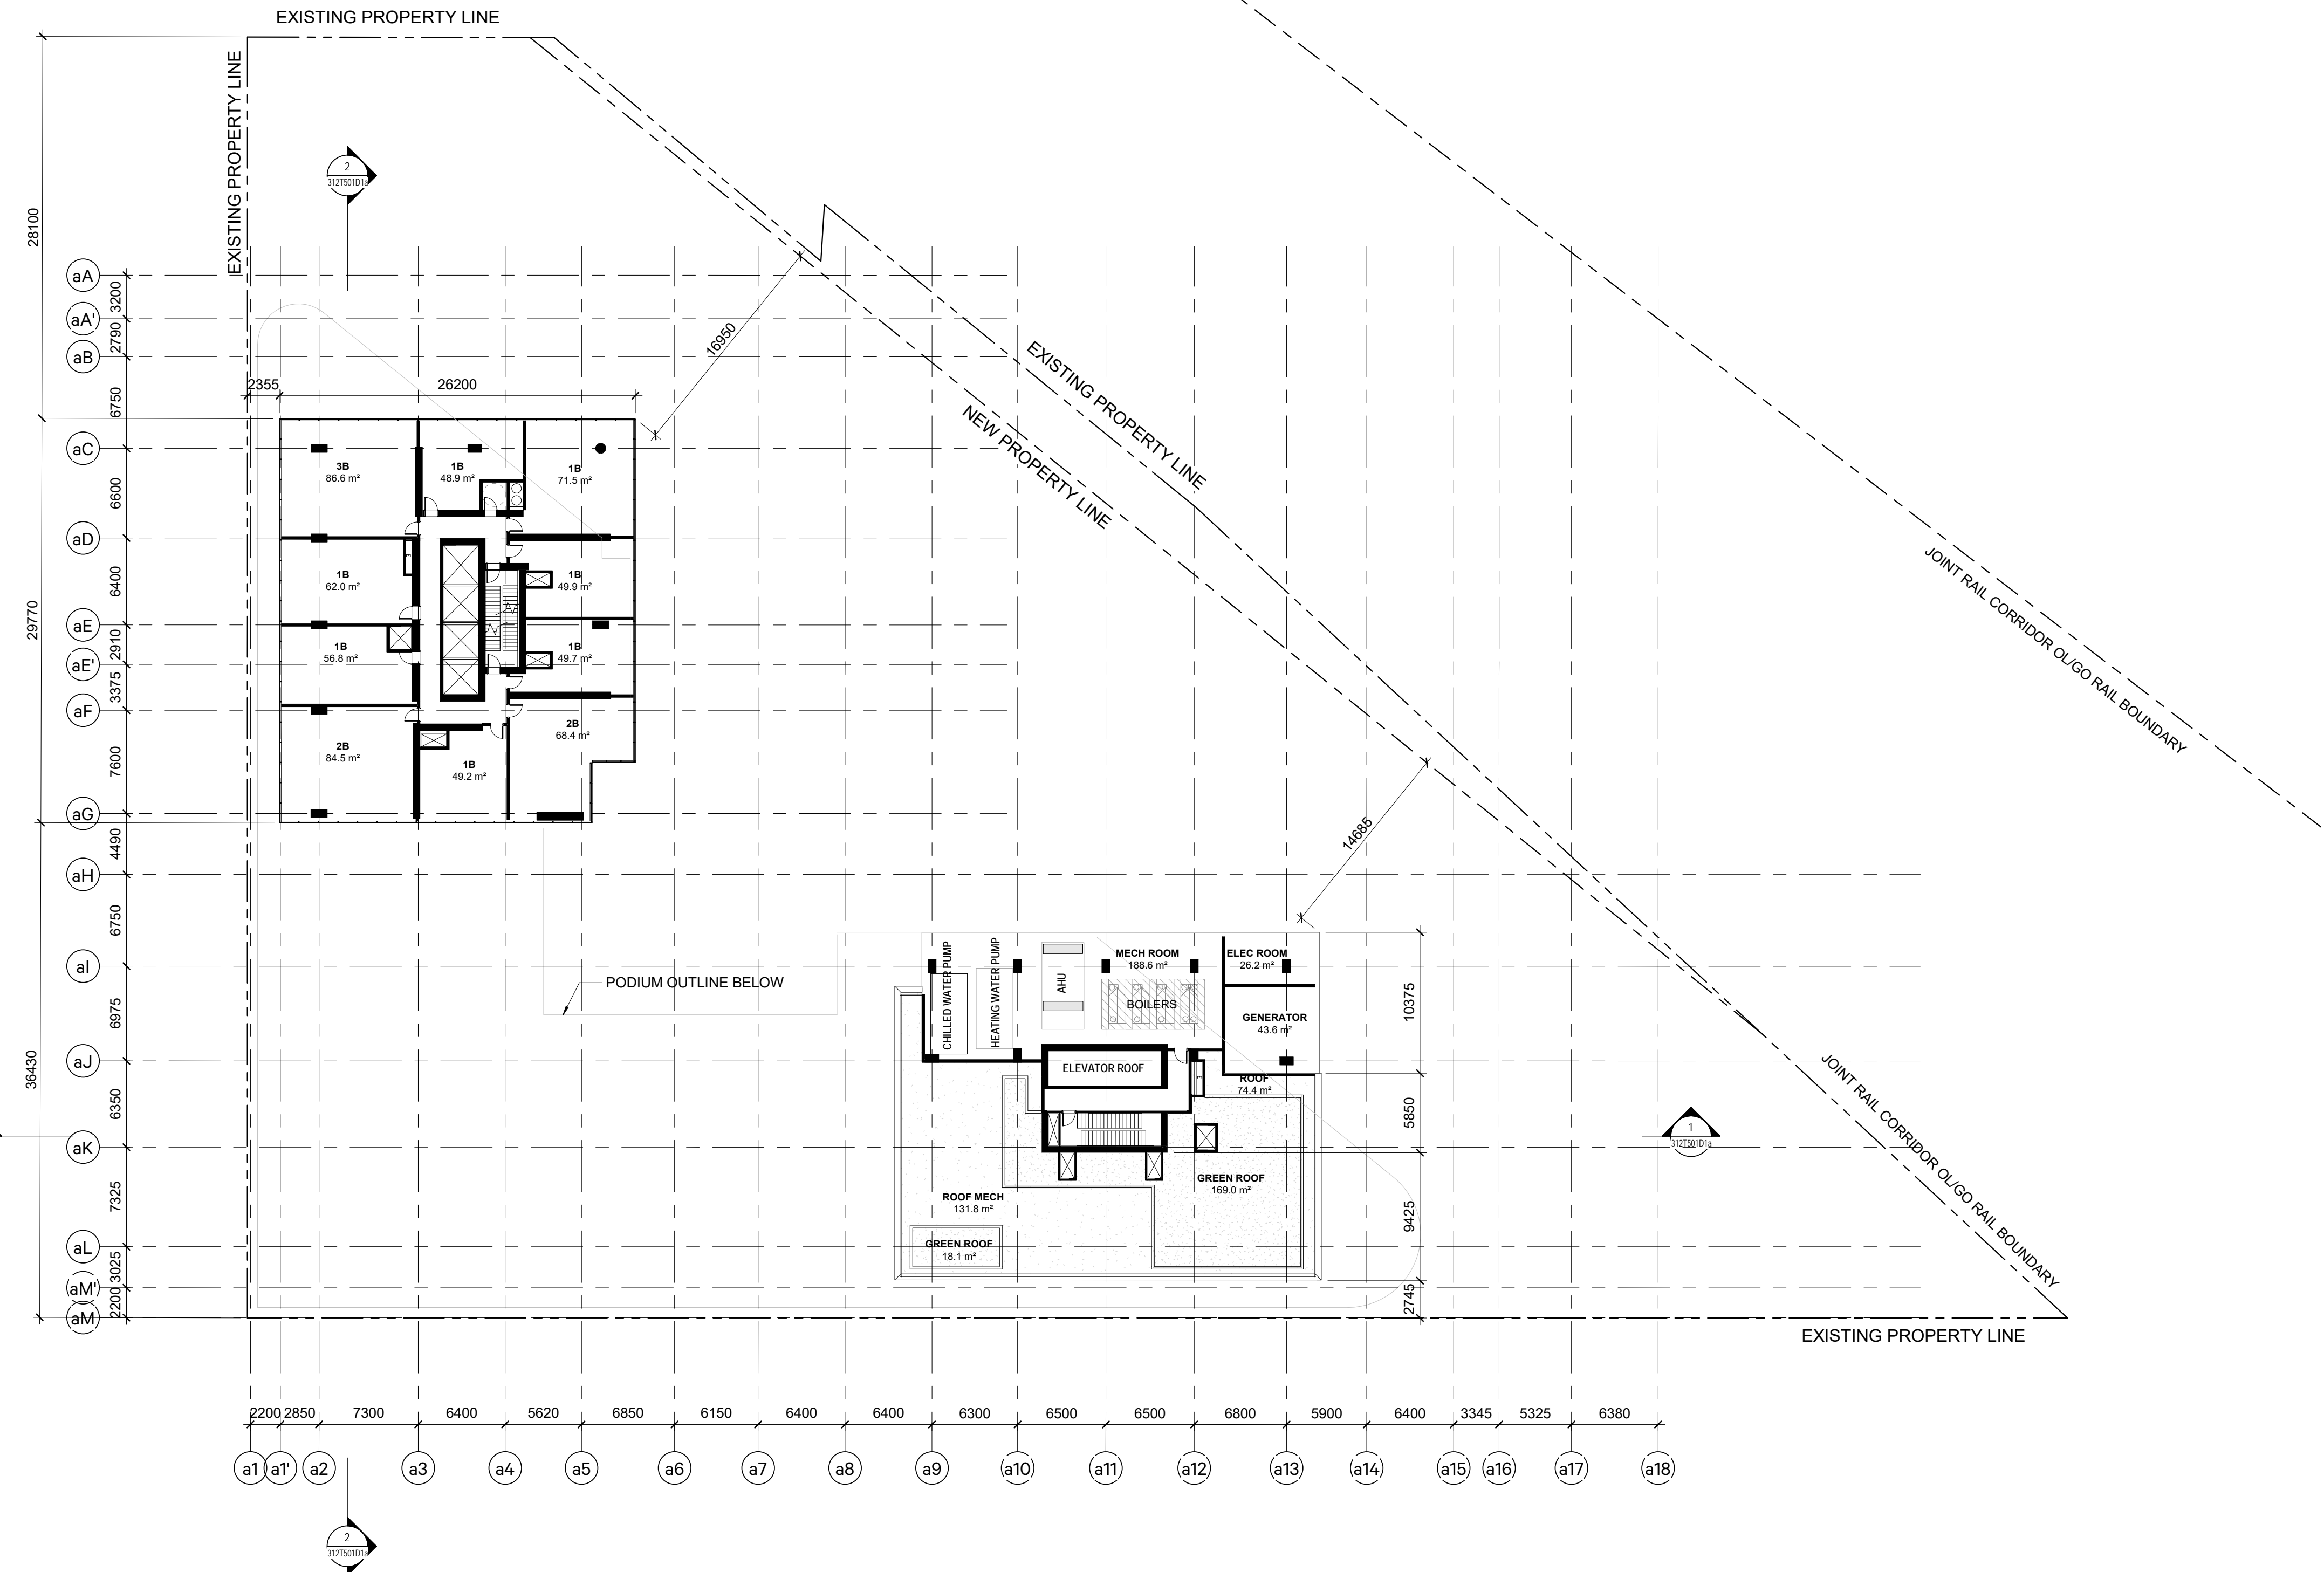 EXISTING PROPERTY LINE
EXISTING PROPERTY LINE
2
312T501D1a
28100
29770
36430
aA
3200
aA'
2790
aB
6750
aC
6600
aD
6400
aE
2910
aE'
3375
aF
7600
aG
4490
aH
6750
aI
6975
aJ
6350
aK
7325
aL
3025
aM'
2200
aM
2355
26200
16950
EXISTING PROPERTY LINE
NEW PROPERTY LINE
JOINT RAIL CORRIDOR OL/GO RAIL BOUNDARY
3B
86.6 m²
1B
48.9 m²
1B
71.5 m²
1B
62.0 m²
1B
49.9 m²
1B
56.8 m²
1B
49.7 m²
2B
84.5 m²
1B
49.2 m²
2B
68.4 m²
14685
PODIUM OUTLINE BELOW
CHILLED WATER PUMP
HEATING WATER PUMP
AHU
MECH ROOM
188.6 m²
BOILERS
ELEC ROOM
26.2 m²
GENERATOR
43.6 m²
ELEVATOR ROOF
ROOF
74.4 m²
GREEN ROOF
169.0 m²
ROOF MECH
131.8 m²
GREEN ROOF
18.1 m²
10375
5850
9425
2745
1
312T501D1a
JOINT RAIL CORRIDOR OL/GO RAIL BOUNDARY
EXISTING PROPERTY LINE
2200 2850 7300 6400 5620 6850 6150 6400 6400 6300 6500 6500 6800 5900 6400 3345 5325 6380
a1 a1' a2 a3 a4 a5 a6 a7 a8 a9 a10 a11 a12 a13 a14 a15 a16 a17 a18
2
312T501D1a